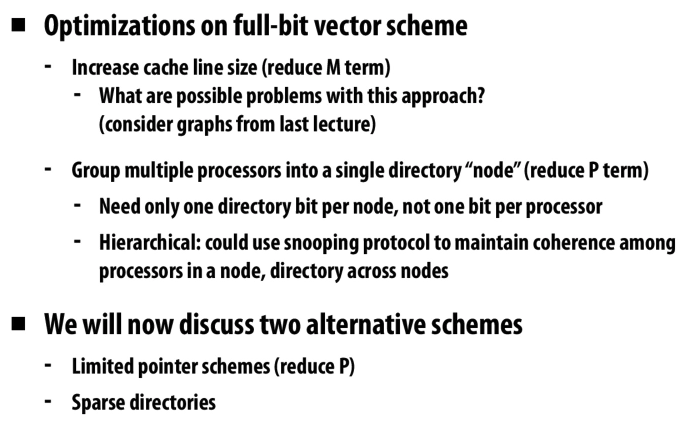 ■ Optimizations on full-bit vector scheme
- Increase cache line size (reduce M term)
- What are possible problems with this approach?
(consider graphs from last lecture)
- Group multiple processors into a single directory “node” (reduce P term)
- Need only one directory bit per node, not one bit per processor
- Hierarchical: could use snooping protocol to maintain coherence among
processors in a node, directory across nodes
■ We will now discuss two alternative schemes
- Limited pointer schemes (reduce P)
- Sparse directories